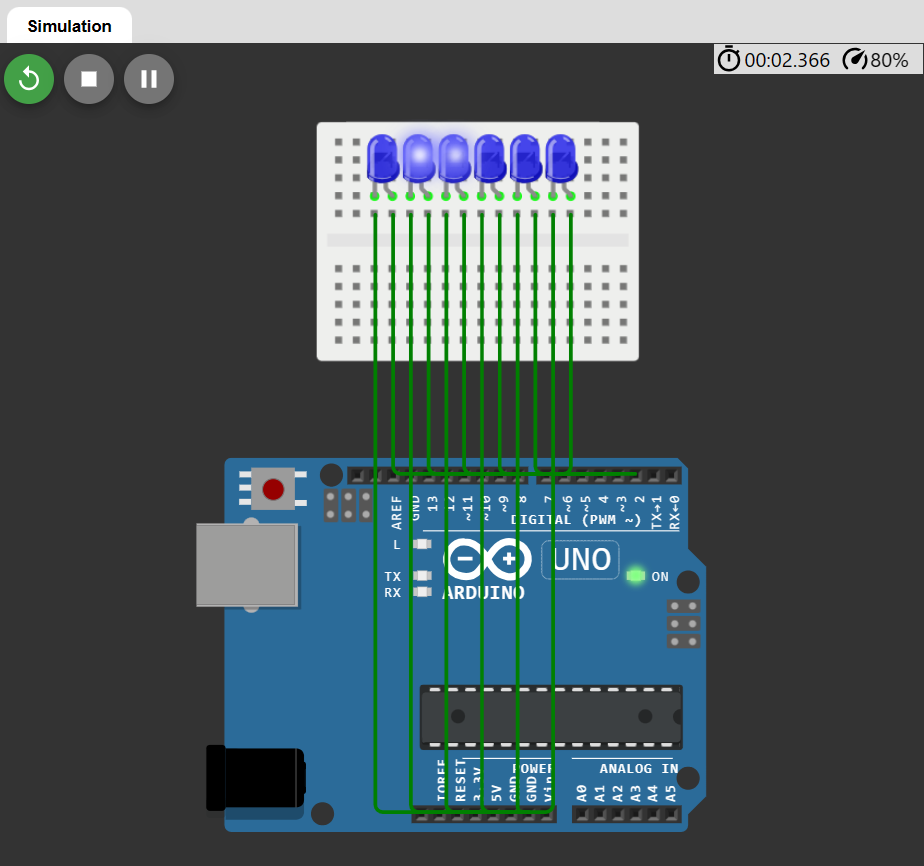 Simulation
00:02.366 80%
AREF
GND
13
12
~11
~10
~9
8
7
~6
~5
4
~3
2
TX→1
RX←0
DIGITAL (PWM ~)
L
TX
RX
ARDUINO
UNO
ON
IOREF
RESET
3.3V
5V
GND
GND
Vin
POWER
ANALOG IN
A0
A1
A2
A3
A4
A5